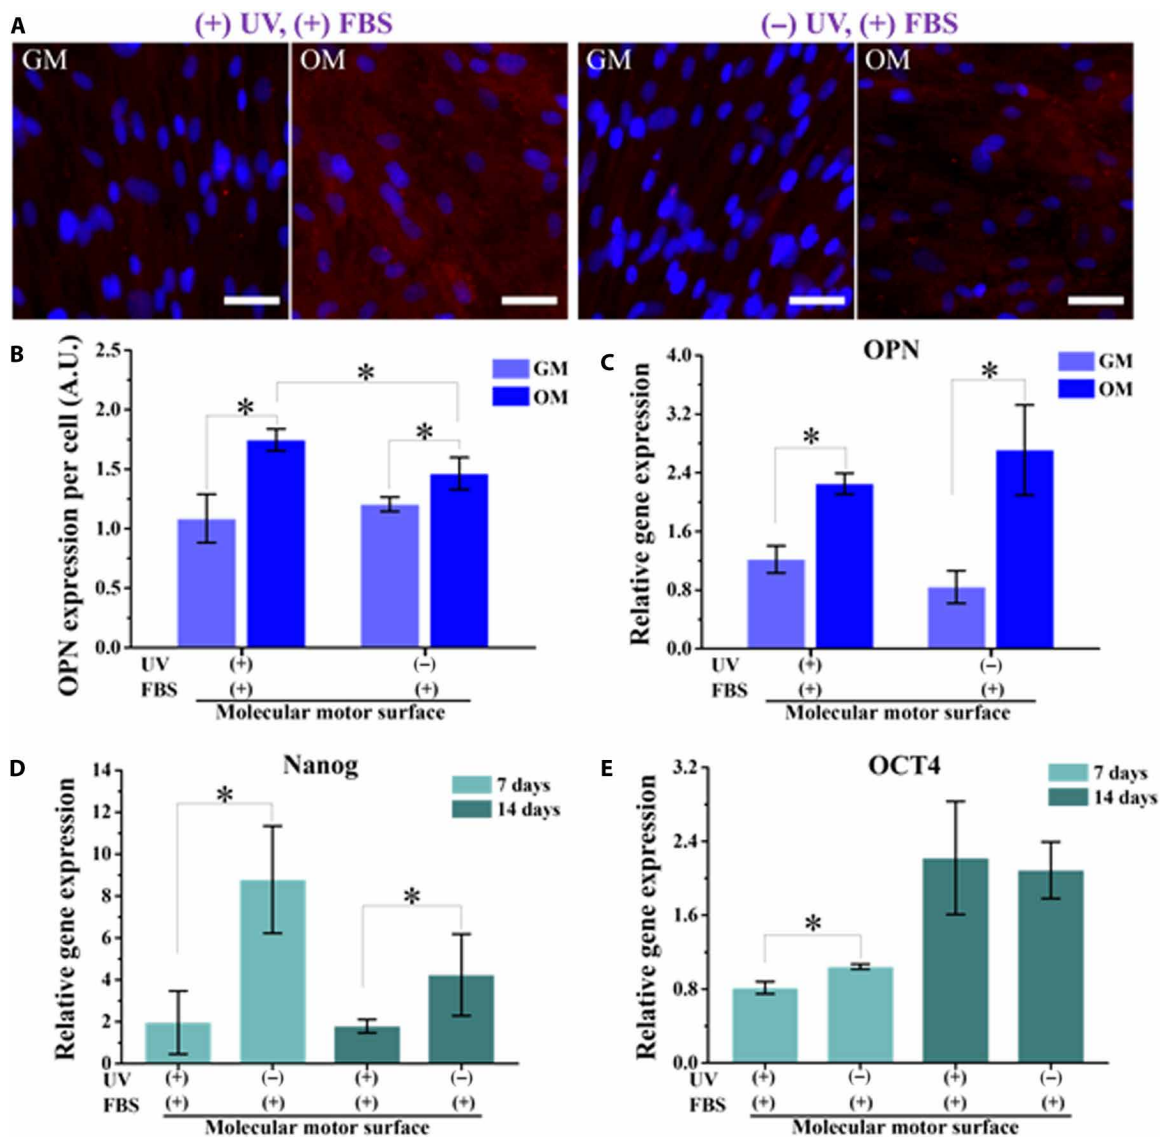 A
(+) UV, (+) FBS
(−) UV, (+) FBS
GM
OM
GM
OM
B
OPN expression per cell (A.U.)
2.5
2.0
1.5
1.0
0.5
0.0
*
*
*
GM
OM
UV (+) (−)
FBS (+) (+)
Molecular motor surface
C
OPN
Relative gene expression
4.0
3.2
2.4
1.6
0.8
0.0
*
*
GM
OM
UV (+) (−)
FBS (+) (+)
Molecular motor surface
D
Nanog
Relative gene expression
14
12
10
8
6
4
2
0
*
*
7 days
14 days
UV (+) (−) (+) (−)
FBS (+) (+) (+) (+)
Molecular motor surface
E
OCT4
Relative gene expression
3.2
2.4
1.6
0.8
0.0
*
7 days
14 days
UV (+) (−) (+) (−)
FBS (+) (+) (+) (+)
Molecular motor surface